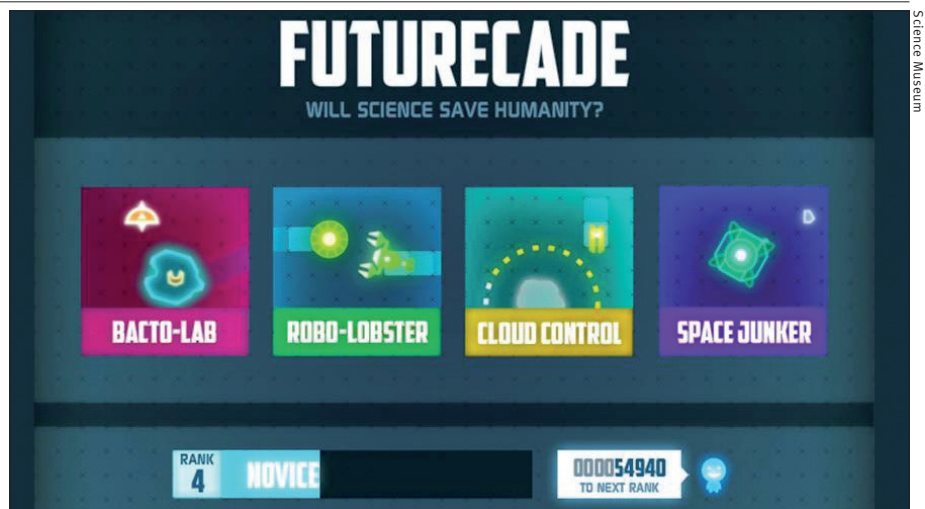 FUTURECADE
WILL SCIENCE SAVE HUMANITY?
BACTO-LAB
ROBO-LOBSTER
CLOUD CONTROL
SPACE JUNKER
RANK
4
NOVICE
000054940
TO NEXT RANK
Science Museum